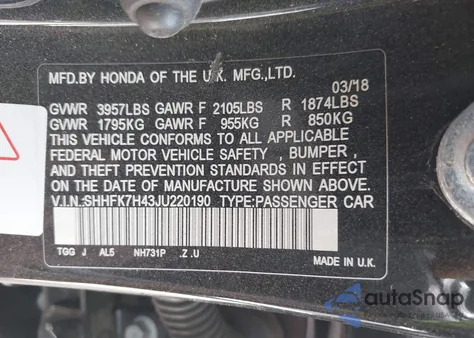 MFD.BY HONDA OF THE U.K. MFG.,LTD.
03/18
GVWR 3957LBS GAWR F 2105LBS R 1874LBS
GVWR 1795KG GAWR F 955KG R 850KG
THIS VEHICLE CONFORMS TO ALL APPLICABLE
FEDERAL MOTOR VEHICLE SAFETY , BUMPER ,
AND THEFT PREVENTION STANDARDS IN EFFECT
ON THE DATE OF MANUFACTURE SHOWN ABOVE.
V.I.N.:SHHFK7H43JU220190 TYPE:PASSENGER CAR
TGG J AL5 NH731P .Z .U
MADE IN U.K.
autoSnap